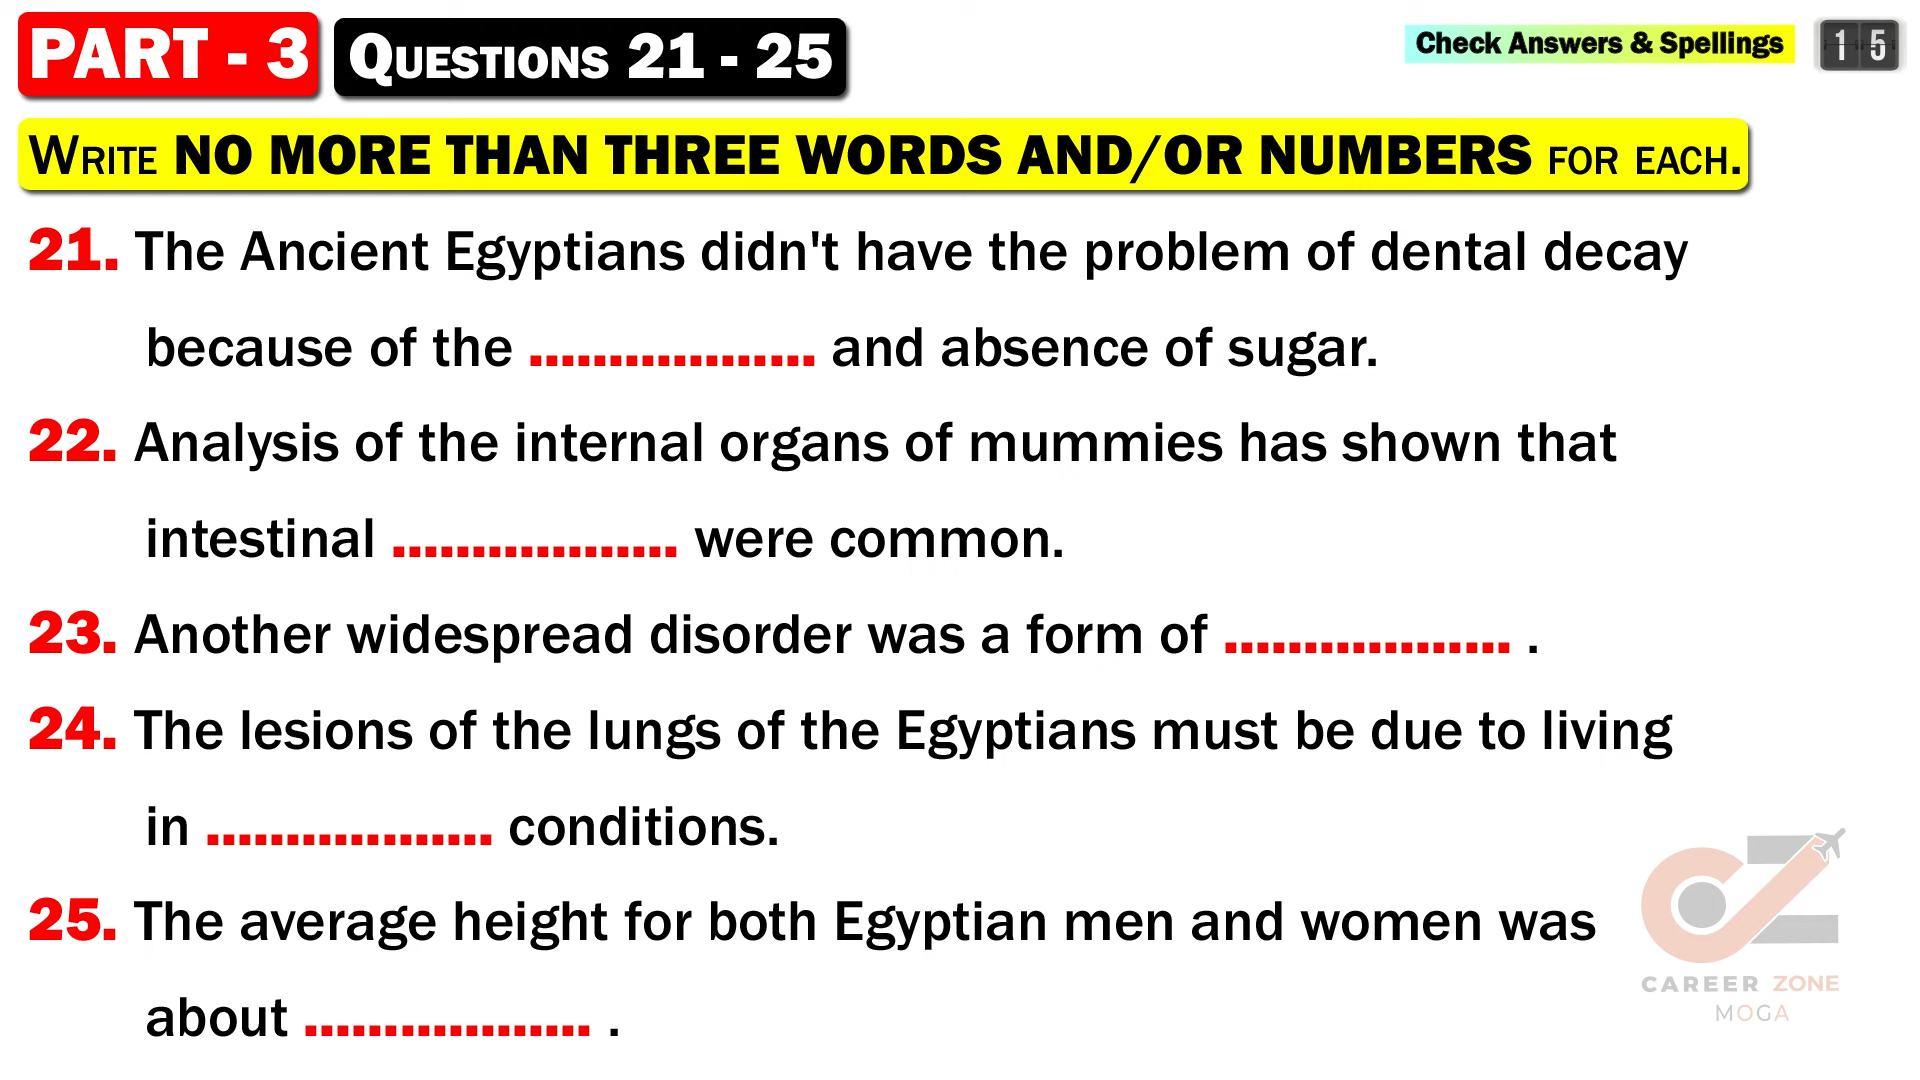 PART - 3 QUESTIONS 21 - 25 Check Answers & Spellings 15
WRITE NO MORE THAN THREE WORDS AND/OR NUMBERS FOR EACH.
21. The Ancient Egyptians didn't have the problem of dental decay
because of the .................. and absence of sugar.
22. Analysis of the internal organs of mummies has shown that
intestinal .................. were common.
23. Another widespread disorder was a form of .................. .
24. The lesions of the lungs of the Egyptians must be due to living
in .................. conditions.
25. The average height for both Egyptian men and women was
about .................. .
CAREER ZONE
MOGA